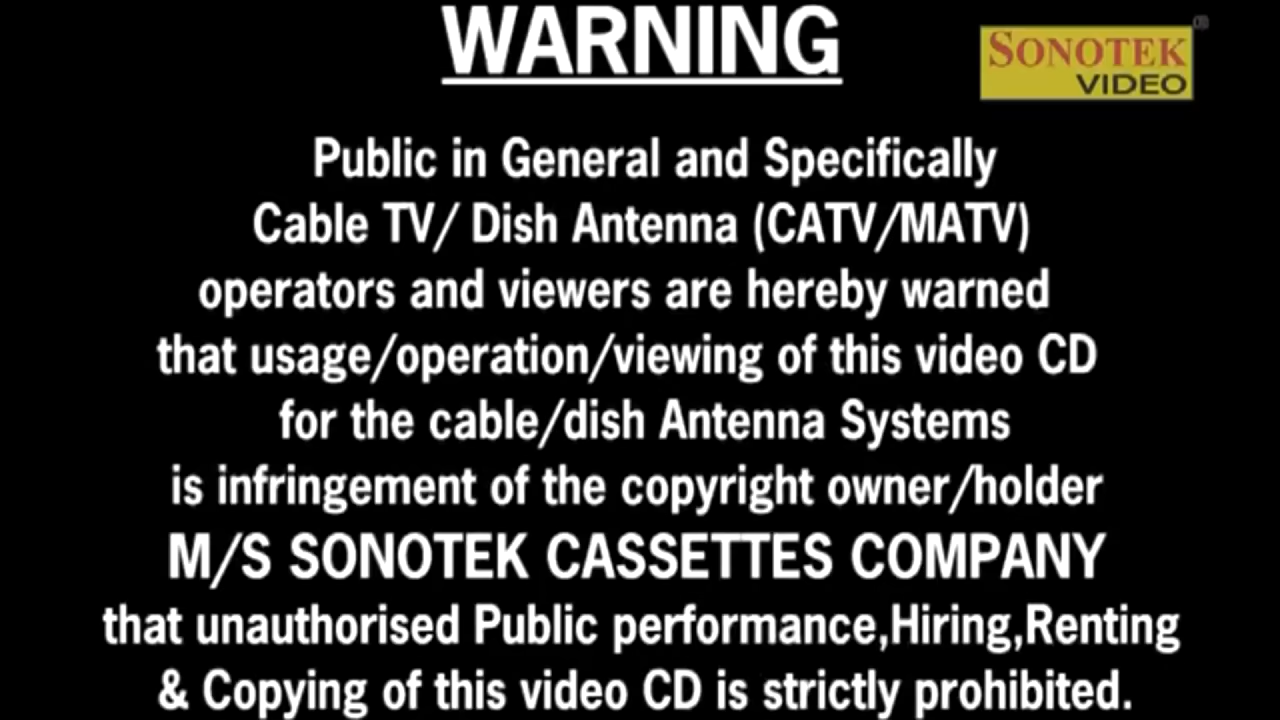 WARNING
SONOTEK
VIDEO
Public in General and Specifically
Cable TV/ Dish Antenna (CATV/MATV)
operators and viewers are hereby warned
that usage/operation/viewing of this video CD
for the cable/dish Antenna Systems
is infringement of the copyright owner/holder
M/S SONOTEK CASSETTES COMPANY
that unauthorised Public performance,Hiring,Renting
& Copying of this video CD is strictly prohibited.